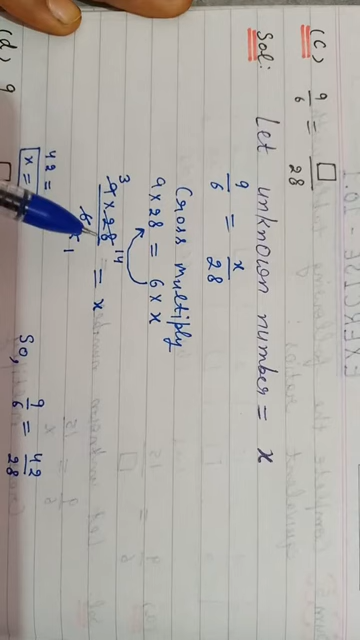 (C) 9/6 = □/28
Sol: Let unknown number = x
9/6 = x/28
Cross multiply
9 x 28 = 6 x x
3 14
9 x 28 / 6 = x
1
42 =
x =
So, 9/6 = 42/28
(d) 9